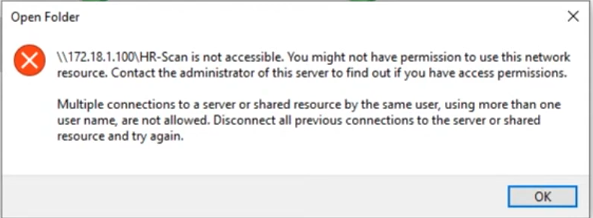 Open Folder
\\172.18.1.100\HR-Scan is not accessible. You might not have permission to use this network
resource. Contact the administrator of this server to find out if you have access permissions.
Multiple connections to a server or shared resource by the same user, using more than one
user name, are not allowed. Disconnect all previous connections to the server or shared
resource and try again.
OK